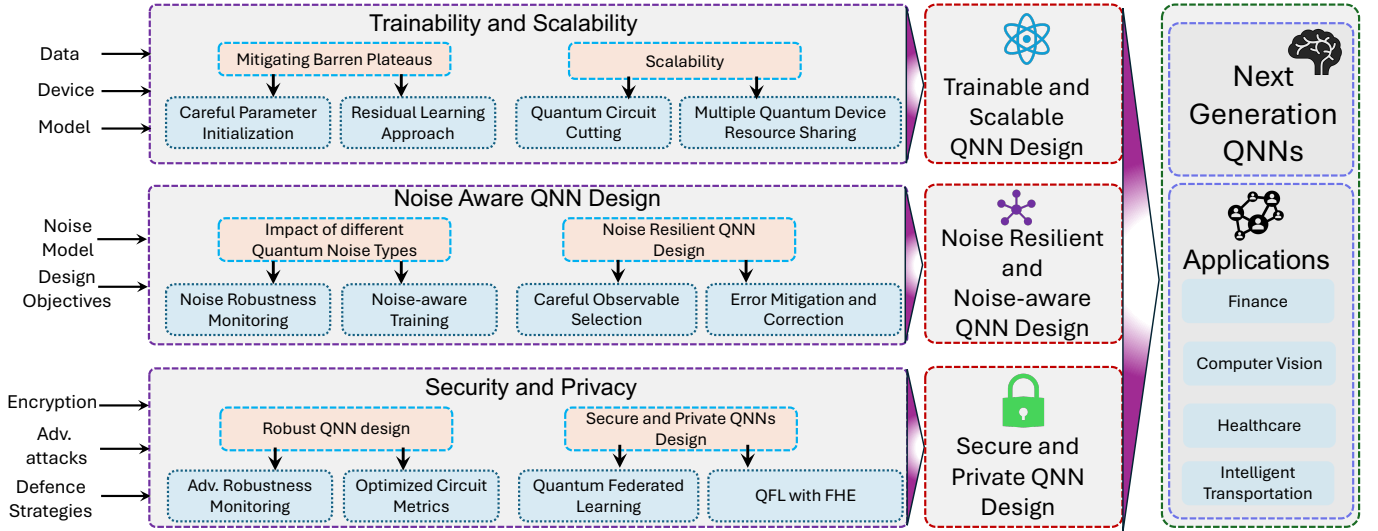 Trainability and Scalability
Data
Device
Model
Mitigating Barren Plateaus
Scalability
Careful Parameter
Initialization
Residual Learning
Approach
Quantum Circuit
Cutting
Multiple Quantum Device
Resource Sharing
Trainable and
Scalable
QNN Design
Noise Aware QNN Design
Noise
Model
Design
Objectives
Impact of different
Quantum Noise Types
Noise Resilient QNN
Design
Noise Robustness
Monitoring
Noise-aware
Training
Careful Observable
Selection
Error Mitigation and
Correction
Noise Resilient
and
Noise-aware
QNN Design
Security and Privacy
Encryption
Adv.
attacks
Defence
Strategies
Robust QNN design
Secure and Private QNNs
Design
Adv. Robustness
Monitoring
Optimized Circuit
Metrics
Quantum Federated
Learning
QFL with FHE
Secure and
Private QNN
Design
Next
Generation
QNNs
Applications
Finance
Computer Vision
Healthcare
Intelligent
Transportation